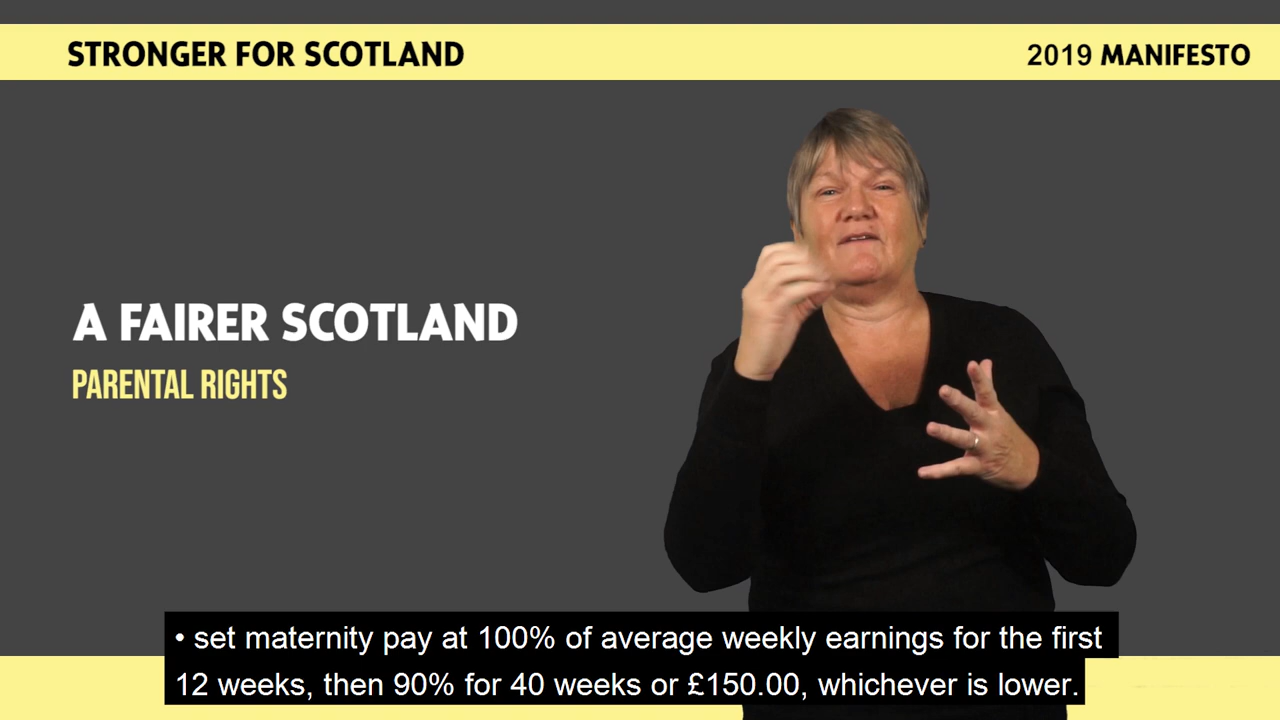 STRONGER FOR SCOTLAND
2019 MANIFESTO
A FAIRER SCOTLAND
PARENTAL RIGHTS
• set maternity pay at 100% of average weekly earnings for the first
12 weeks, then 90% for 40 weeks or £150.00, whichever is lower.